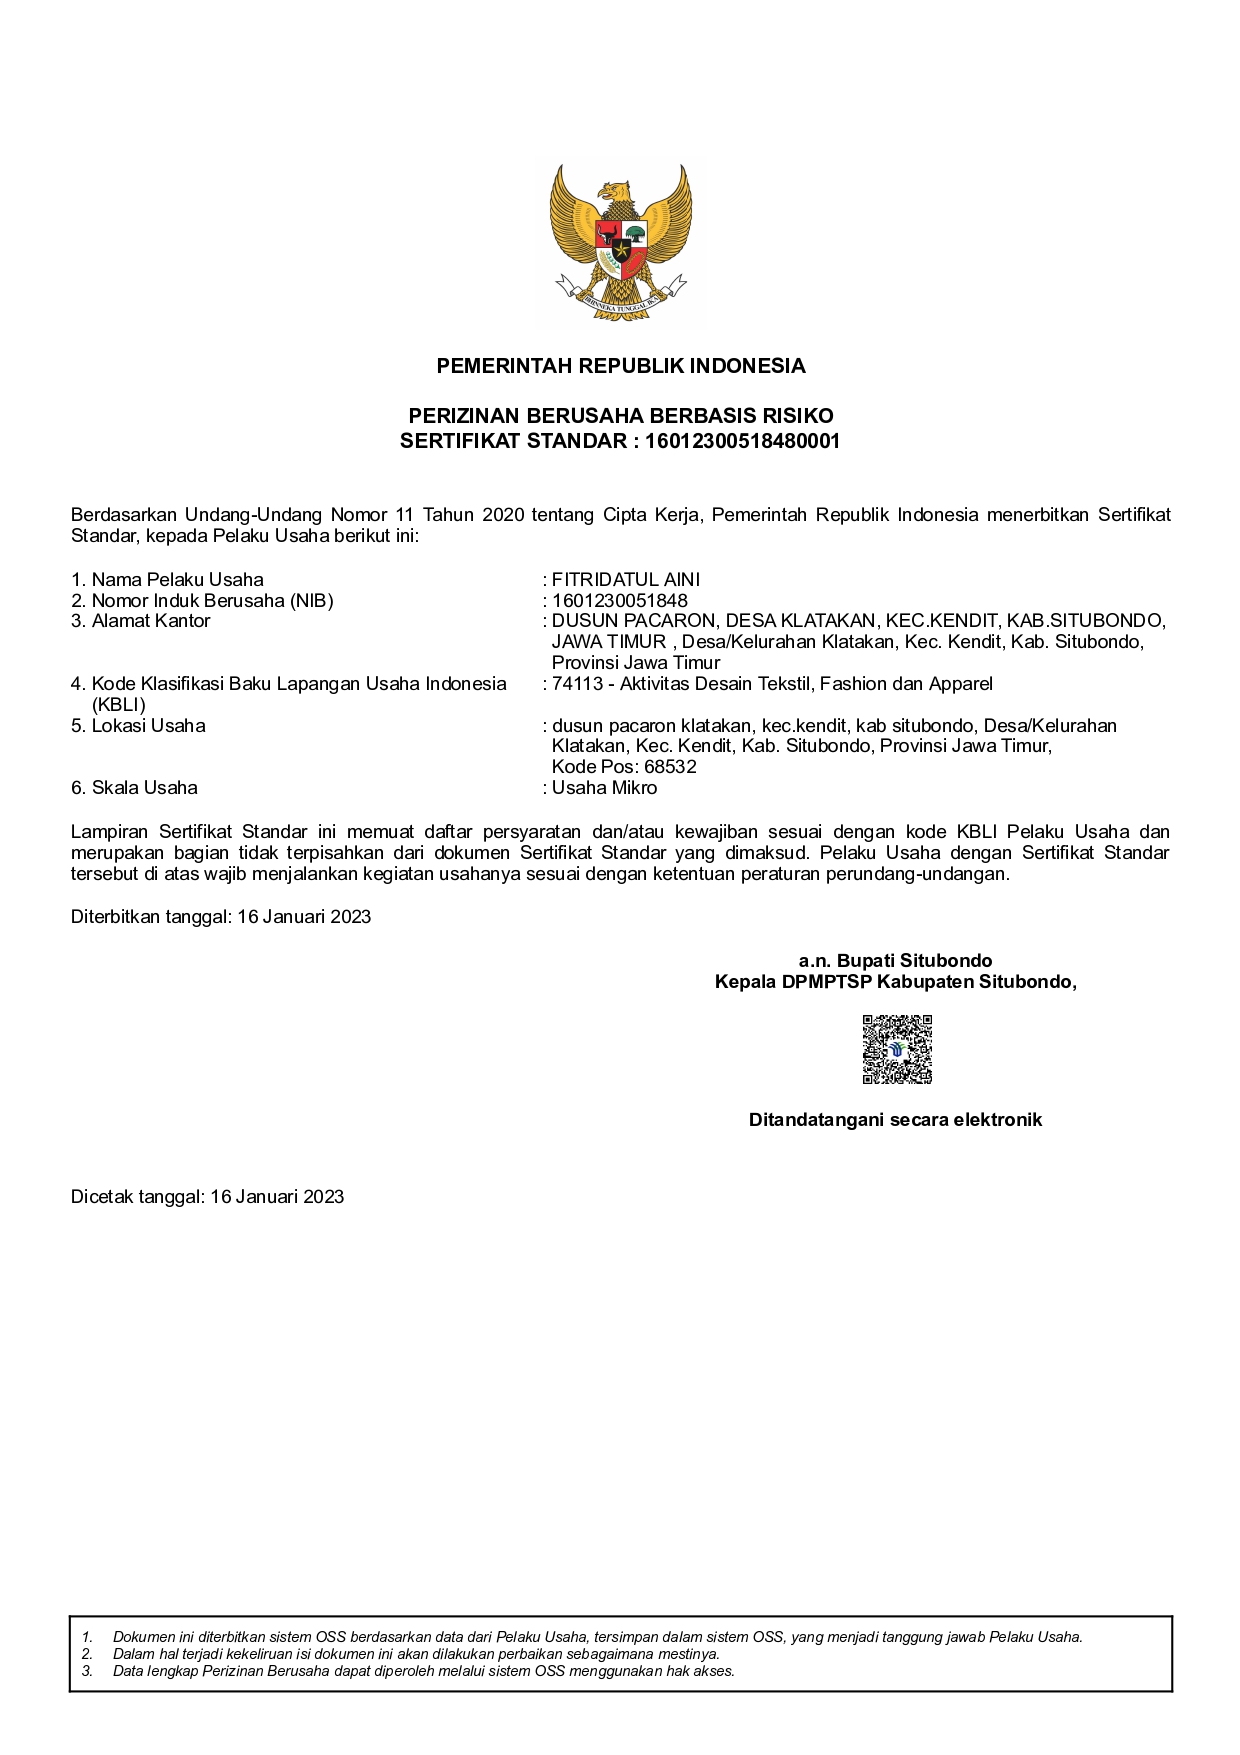 BHINNEKA TUNGGAL IKA
PEMERINTAH REPUBLIK INDONESIA
PERIZINAN BERUSAHA BERBASIS RISIKO
SERTIFIKAT STANDAR : 16012300518480001
Berdasarkan Undang-Undang Nomor 11 Tahun 2020 tentang Cipta Kerja, Pemerintah Republik Indonesia menerbitkan Sertifikat
Standar, kepada Pelaku Usaha berikut ini:
1. Nama Pelaku Usaha : FITRIDATUL AINI
2. Nomor Induk Berusaha (NIB) : 1601230051848
3. Alamat Kantor : DUSUN PACARON, DESA KLATAKAN, KEC.KENDIT, KAB.SITUBONDO,
JAWA TIMUR , Desa/Kelurahan Klatakan, Kec. Kendit, Kab. Situbondo,
Provinsi Jawa Timur
4. Kode Klasifikasi Baku Lapangan Usaha Indonesia : 74113 - Aktivitas Desain Tekstil, Fashion dan Apparel
(KBLI)
5. Lokasi Usaha : dusun pacaron klatakan, kec.kendit, kab situbondo, Desa/Kelurahan
Klatakan, Kec. Kendit, Kab. Situbondo, Provinsi Jawa Timur,
Kode Pos: 68532
6. Skala Usaha : Usaha Mikro
Lampiran Sertifikat Standar ini memuat daftar persyaratan dan/atau kewajiban sesuai dengan kode KBLI Pelaku Usaha dan
merupakan bagian tidak terpisahkan dari dokumen Sertifikat Standar yang dimaksud. Pelaku Usaha dengan Sertifikat Standar
tersebut di atas wajib menjalankan kegiatan usahanya sesuai dengan ketentuan peraturan perundang-undangan.
Diterbitkan tanggal: 16 Januari 2023
a.n. Bupati Situbondo
Kepala DPMPTSP Kabupaten Situbondo,
Ditandatangani secara elektronik
Dicetak tanggal: 16 Januari 2023
1. Dokumen ini diterbitkan sistem OSS berdasarkan data dari Pelaku Usaha, tersimpan dalam sistem OSS, yang menjadi tanggung jawab Pelaku Usaha.
2. Dalam hal terjadi kekeliruan isi dokumen ini akan dilakukan perbaikan sebagaimana mestinya.
3. Data lengkap Perizinan Berusaha dapat diperoleh melalui sistem OSS menggunakan hak akses.